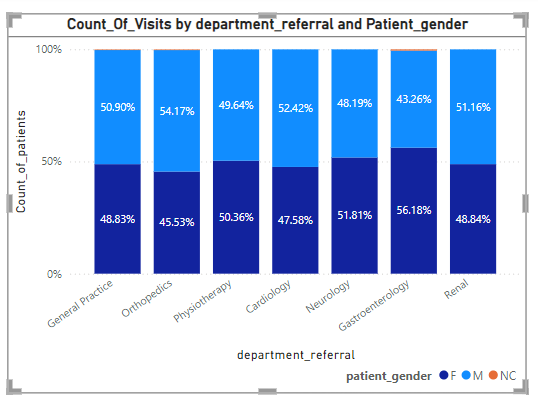 Count_Of_Visits by department_referral and Patient_gender
Count_of_patients
100%
50%
0%
50.90%
54.17%
49.64%
52.42%
48.19%
43.26%
51.16%
48.83%
45.53%
50.36%
47.58%
51.81%
56.18%
48.84%
General Practice
Orthopedics
Physiotherapy
Cardiology
Neurology
Gastroenterology
Renal
department_referral
patient_gender F M NC